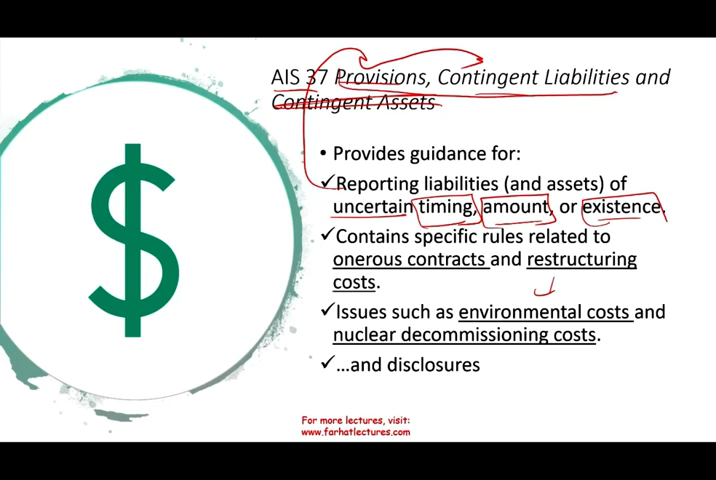 AIS 37 Provisions, Contingent Liabilities and
Contingent Assets
• Provides guidance for:
✓Reporting liabilities (and assets) of
uncertain timing, amount, or existence.
✓Contains specific rules related to
onerous contracts and restructuring
costs.
✓Issues such as environmental costs and
nuclear decommissioning costs.
✓…and disclosures
For more lectures, visit:
www.farhatlectures.com
$